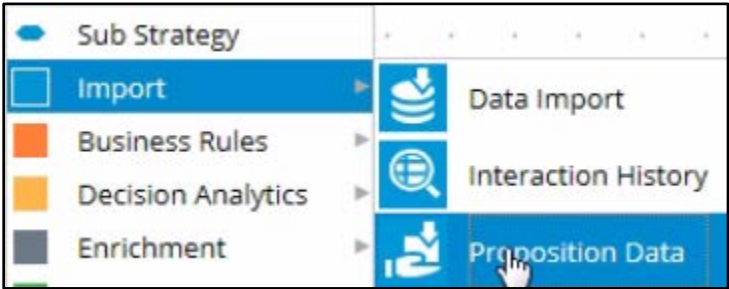 Sub Strategy
Import
Business Rules
Decision Analytics
Enrichment
Data Import
Interaction History
Proposition Data